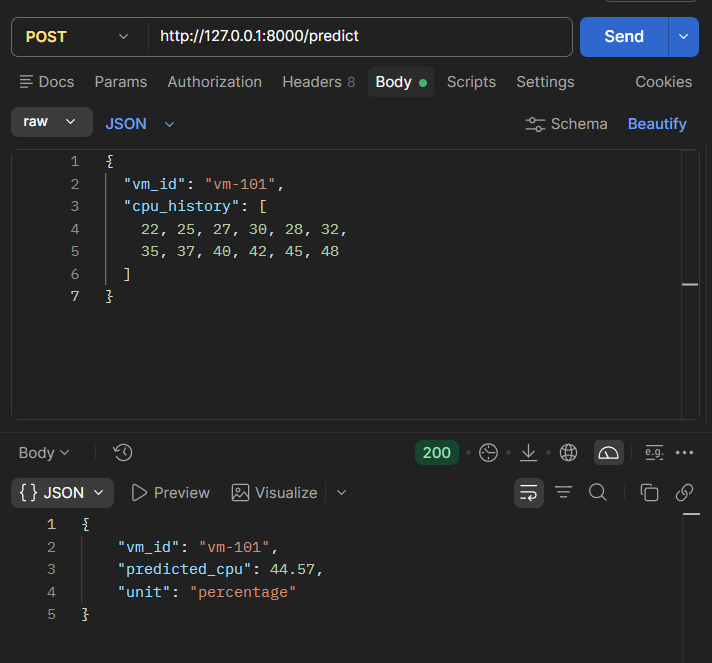 POST http://127.0.0.1:8000/predict Send
Docs Params Authorization Headers 8 Body Scripts Settings Cookies
raw JSON Schema Beautify
1 {
2 "vm_id": "vm-101",
3 "cpu_history": [
4 22, 25, 27, 30, 28, 32,
5 35, 37, 40, 42, 45, 48
6 ]
7 }
Body 200 e.g.
{} JSON Preview Visualize
1 {
2 "vm_id": "vm-101",
3 "predicted_cpu": 44.57,
4 "unit": "percentage"
5 }